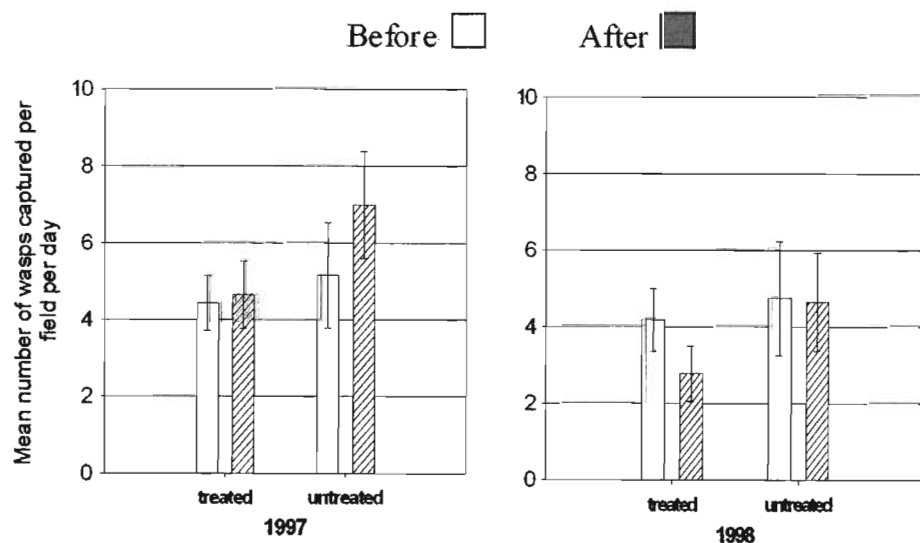 Before After
Mean number of wasps captured per
field per day
10
8
6
4
2
0
treated untreated
1997
10
8
6
4
2
0
treated untreated
1998